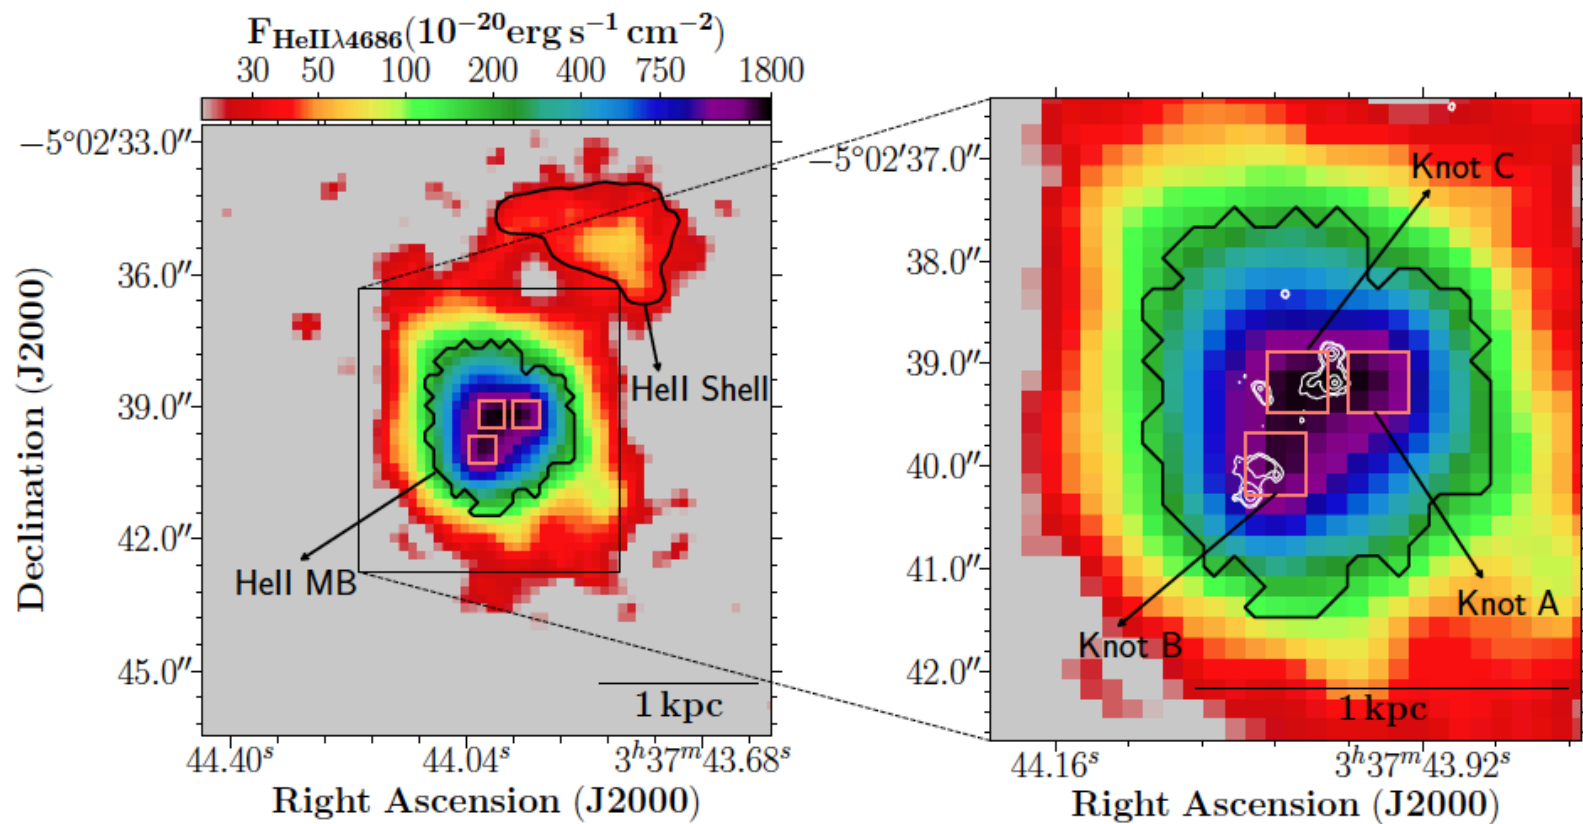 F_HeIIλ4686(10^−20 erg s^−1 cm^−2)
30 50 100 200 400 750 1800
−5°02′33.0″
36.0″
39.0″
42.0″
45.0″
Declination (J2000)
HeII Shell
HeII MB
1 kpc
44.40^s 44.04^s 3^h37^m43.68^s
Right Ascension (J2000)
−5°02′37.0″
38.0″
39.0″
40.0″
41.0″
42.0″
Knot C
Knot A
Knot B
1 kpc
44.16^s 3^h37^m43.92^s
Right Ascension (J2000)